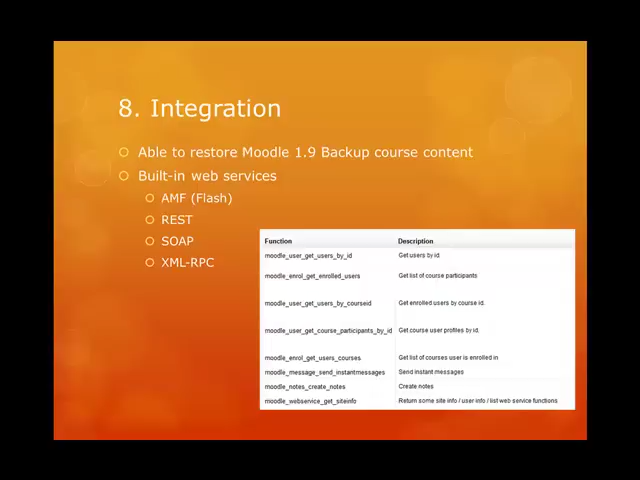 8. Integration
Able to restore Moodle 1.9 Backup course content
Built-in web services
AMF (Flash)
REST
SOAP
XML-RPC
Function Description
moodle_user_get_users_by_id Get users by id.
moodle_enrol_get_enrolled_users Get list of course participants
moodle_user_get_users_by_courseid Get enrolled users by course id.
moodle_user_get_course_participants_by_id Get course user profiles by id.
moodle_enrol_get_users_courses Get list of courses user is enrolled in
moodle_message_send_instantmessages Send instant messages
moodle_notes_create_notes Create notes
moodle_webservice_get_siteinfo Return some site info / user info / list web service functions